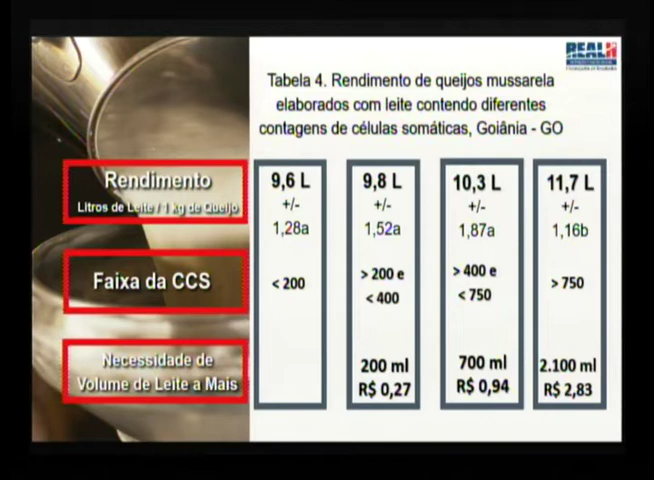 REALH
Tabela 4. Rendimento de queijos mussarela
elaborados com leite contendo diferentes
contagens de células somáticas, Goiânia - GO
Rendimento
Litros de Leite / 1 kg de Queijo
9,6 L
+/-
1,28a
9,8 L
+/-
1,52a
10,3 L
+/-
1,87a
11,7 L
+/-
1,16b
Faixa da CCS
< 200
> 200 e
< 400
> 400 e
< 750
> 750
Necessidade de
Volume de Leite a Mais
200 ml
R$ 0,27
700 ml
R$ 0,94
2.100 ml
R$ 2,83